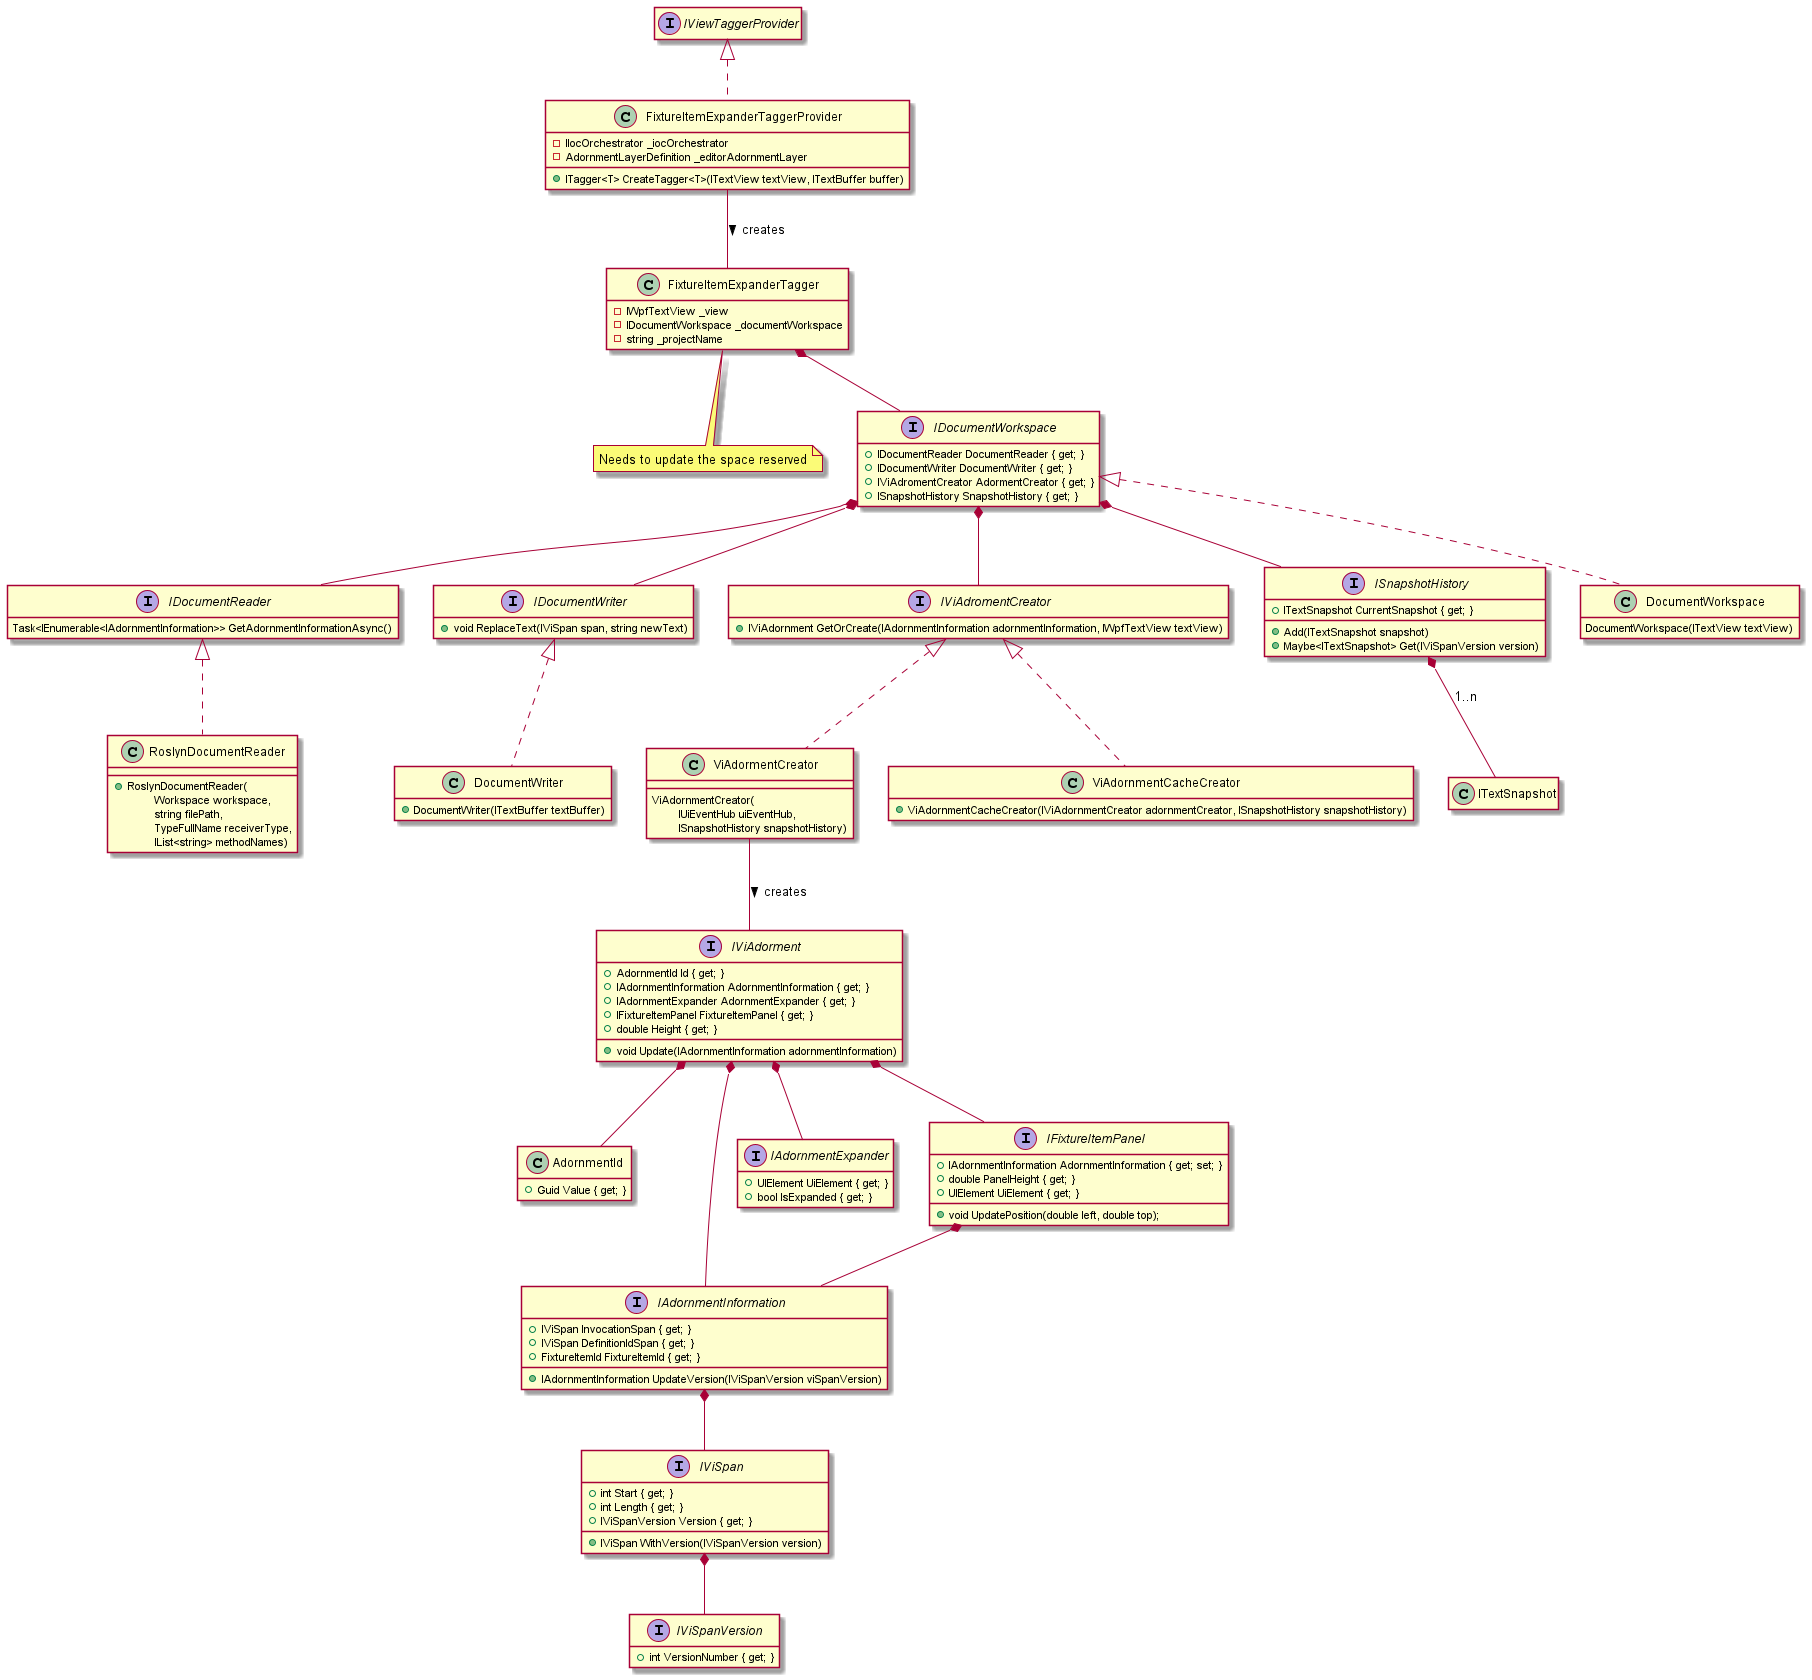 I IViewTaggerProvider
C FixtureItemExpanderTaggerProvider
IIocOrchestrator _iocOrchestrator
AdornmentLayerDefinition _editorAdornmentLayer
ITagger<T> CreateTagger<T>(ITextView textView, ITextBuffer buffer)
creates
C FixtureItemExpanderTagger
IWpfTextView _view
IDocumentWorkspace _documentWorkspace
string _projectName
Needs to update the space reserved
I IDocumentWorkspace
IDocumentReader DocumentReader { get; }
IDocumentWriter DocumentWriter { get; }
IViAdromentCreator AdormentCreator { get; }
ISnapshotHistory SnapshotHistory { get; }
I IDocumentReader
Task<IEnumerable<IAdornmentInformation>> GetAdornmentInformationAsync()
I IDocumentWriter
void ReplaceText(IViSpan span, string newText)
I IViAdromentCreator
IViAdornment GetOrCreate(IAdornmentInformation adornmentInformation, IWpfTextView textView)
I ISnapshotHistory
ITextSnapshot CurrentSnapshot { get; }
Add(ITextSnapshot snapshot)
Maybe<ITextSnapshot> Get(IViSpanVersion version)
C DocumentWorkspace
DocumentWorkspace(ITextView textView)
1..n
C RoslynDocumentReader
RoslynDocumentReader(
Workspace workspace,
string filePath,
TypeFullName receiverType,
IList<string> methodNames)
C DocumentWriter
DocumentWriter(ITextBuffer textBuffer)
C ViAdormentCreator
ViAdornmentCreator(
IUiEventHub uiEventHub,
ISnapshotHistory snapshotHistory)
C ViAdornmentCacheCreator
ViAdornmentCacheCreator(IViAdornmentCreator adornmentCreator, ISnapshotHistory snapshotHistory)
C ITextSnapshot
creates
I IViAdorment
AdornmentId Id { get; }
IAdornmentInformation AdornmentInformation { get; }
IAdornmentExpander AdornmentExpander { get; }
IFixtureItemPanel FixtureItemPanel { get; }
double Height { get; }
void Update(IAdornmentInformation adornmentInformation)
C AdornmentId
Guid Value { get; }
I IAdornmentExpander
UIElement UiElement { get; }
bool IsExpanded { get; }
I IFixtureItemPanel
IAdornmentInformation AdornmentInformation { get; set; }
double PanelHeight { get; }
UIElement UiElement { get; }
void UpdatePosition(double left, double top);
I IAdornmentInformation
IViSpan InvocationSpan { get; }
IViSpan DefinitionIdSpan { get; }
FixtureItemId FixtureItemId { get; }
IAdornmentInformation UpdateVersion(IViSpanVersion viSpanVersion)
I IViSpan
int Start { get; }
int Length { get; }
IViSpanVersion Version { get; }
IViSpan WithVersion(IViSpanVersion version)
I IViSpanVersion
int VersionNumber { get; }